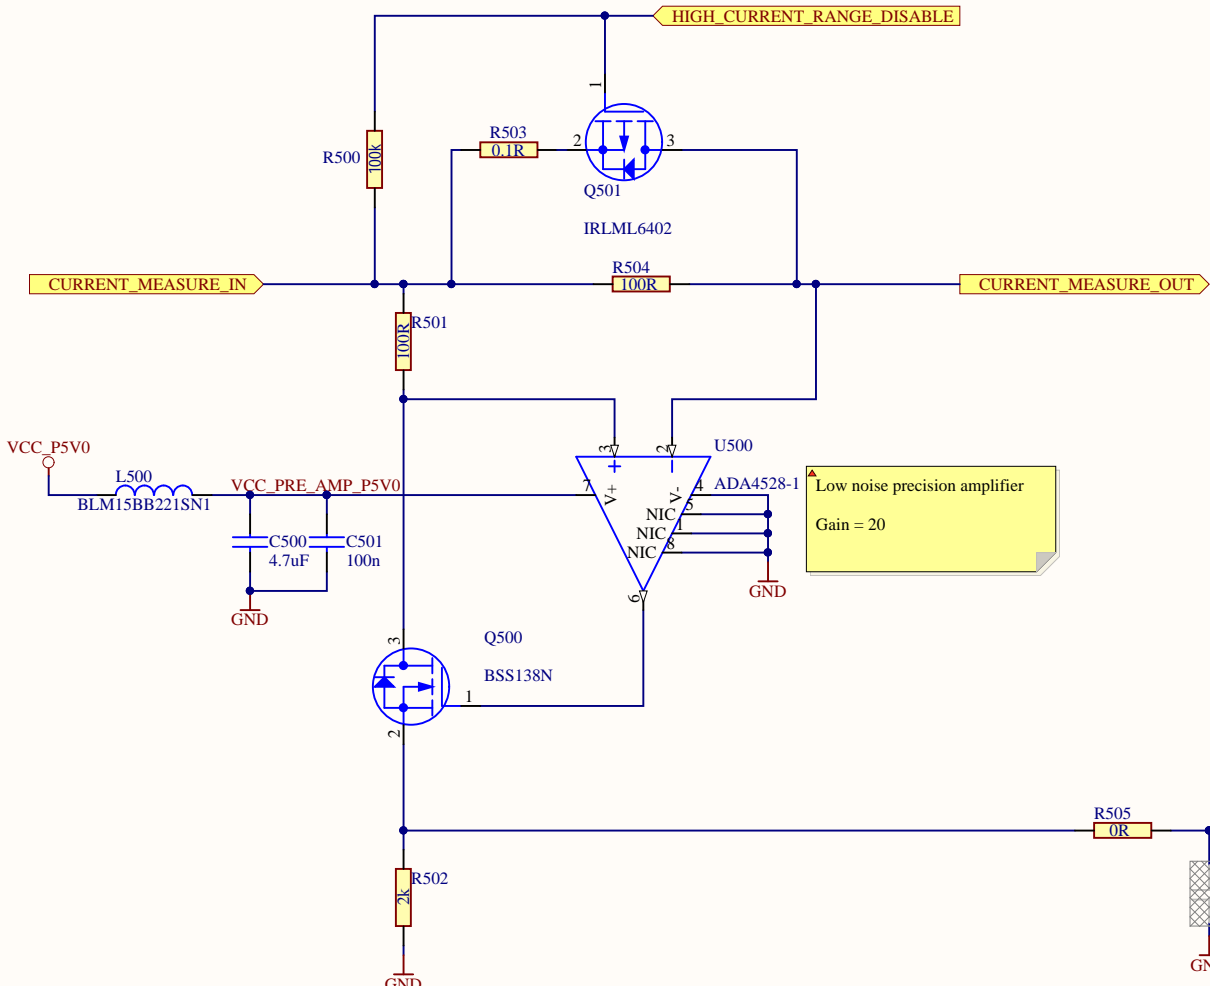 HIGH_CURRENT_RANGE_DISABLE
1
R503
0.1R
2
3
R500
100k
Q501
IRLML6402
CURRENT_MEASURE_IN
R504
100R
CURRENT_MEASURE_OUT
R501
100R
VCC_P5V0
L500
BLM15BB221SN1
VCC_PRE_AMP_P5V0
C500
4.7uF
C501
100n
GND
3
2
U500
ADA4528-1
+
−
7
V+
V-
4
NIC
5
NIC
1
NIC
8
6
GND
Low noise precision amplifier
Gain = 20
3
Q500
BSS138N
1
2
R505
0R
R502
2k
GND